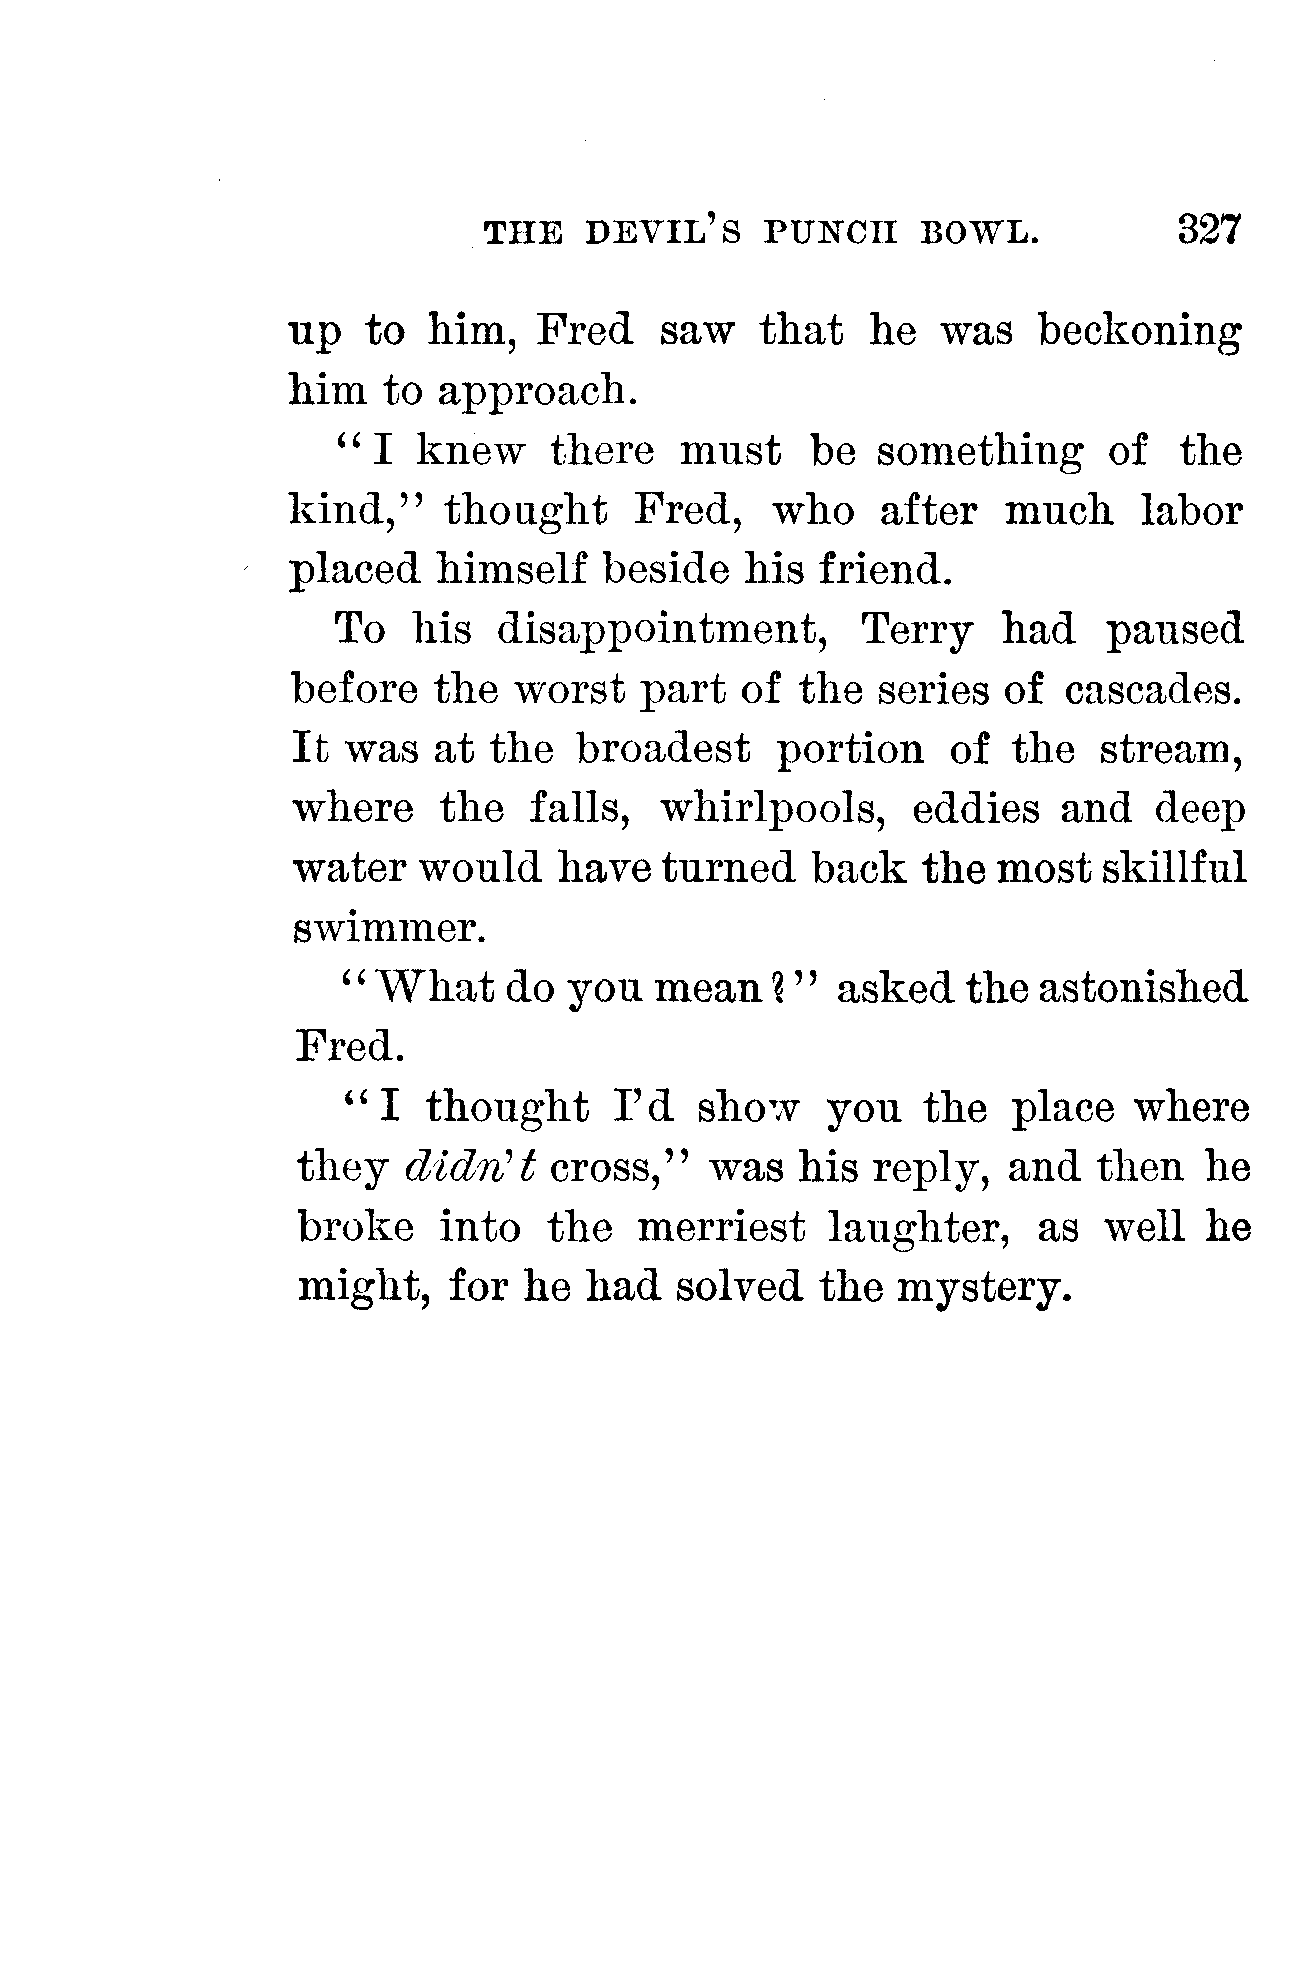 THE DEVIL'S PUNCH BOWL. 327
up to him, Fred saw that he was beckoning
him to approach.
"I knew there must be something of the
kind," thought Fred, who after much labor
placed himself beside his friend.
To his disappointment, Terry had paused
before the worst part of the series of cascades.
It was at the broadest portion of the stream,
where the falls, whirlpools, eddies and deep
water would have turned back the most skillful
swimmer.
"What do you mean?" asked the astonished
Fred.
"I thought I'd show you the place where
they didn't cross," was his reply, and then he
broke into the merriest laughter, as well he
might, for he had solved the mystery.